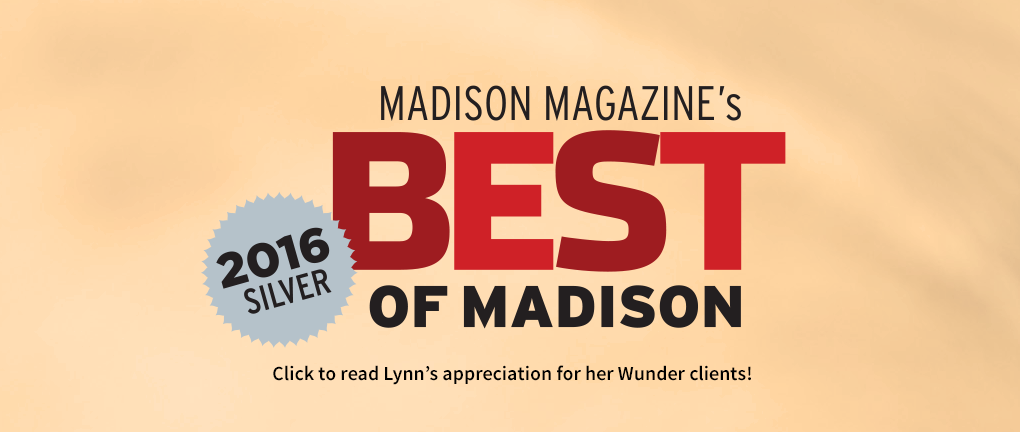 MADISON MAGAZINE's
BEST
2016
SILVER
OF MADISON
Click to read Lynn's appreciation for her Wunder clients!